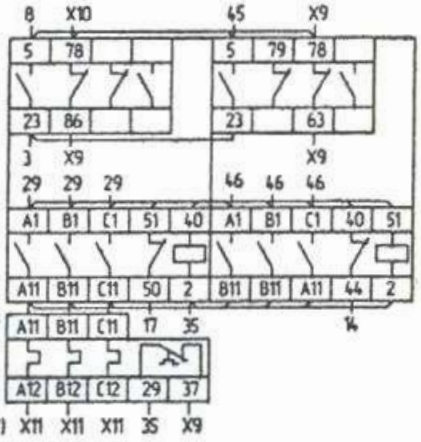 8 X10 45 X9
5 78 5 79 78
23 86 23 63
3 X9 X9
29 29 29 46 46 46
A1 B1 C1 51 40 A1 B1 C1 40 51
A11 B11 C11 50 2 B11 B11 A11 44 2
A11 B11 C11 17 35 14
A12 B12 C12 29 37
) X11 X11 X11 35 X9